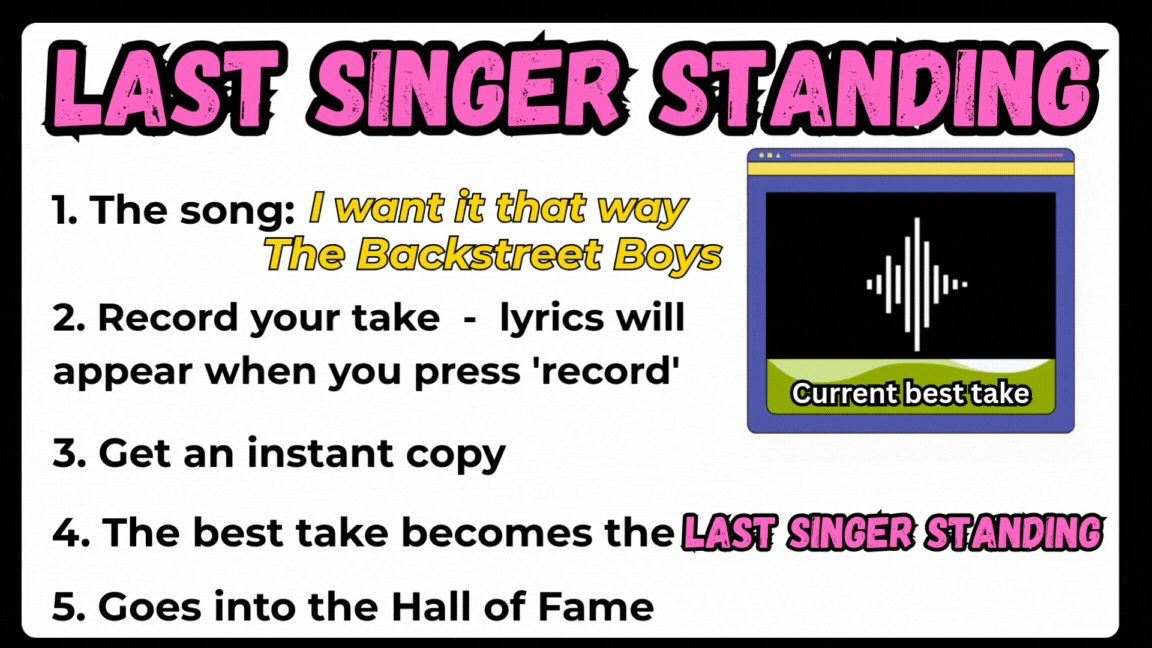 LAST SINGER STANDING
1. The song: I want it that way
The Backstreet Boys
2. Record your take - lyrics will
appear when you press 'record'
Current best take
3. Get an instant copy
4. The best take becomes the LAST SINGER STANDING
5. Goes into the Hall of Fame